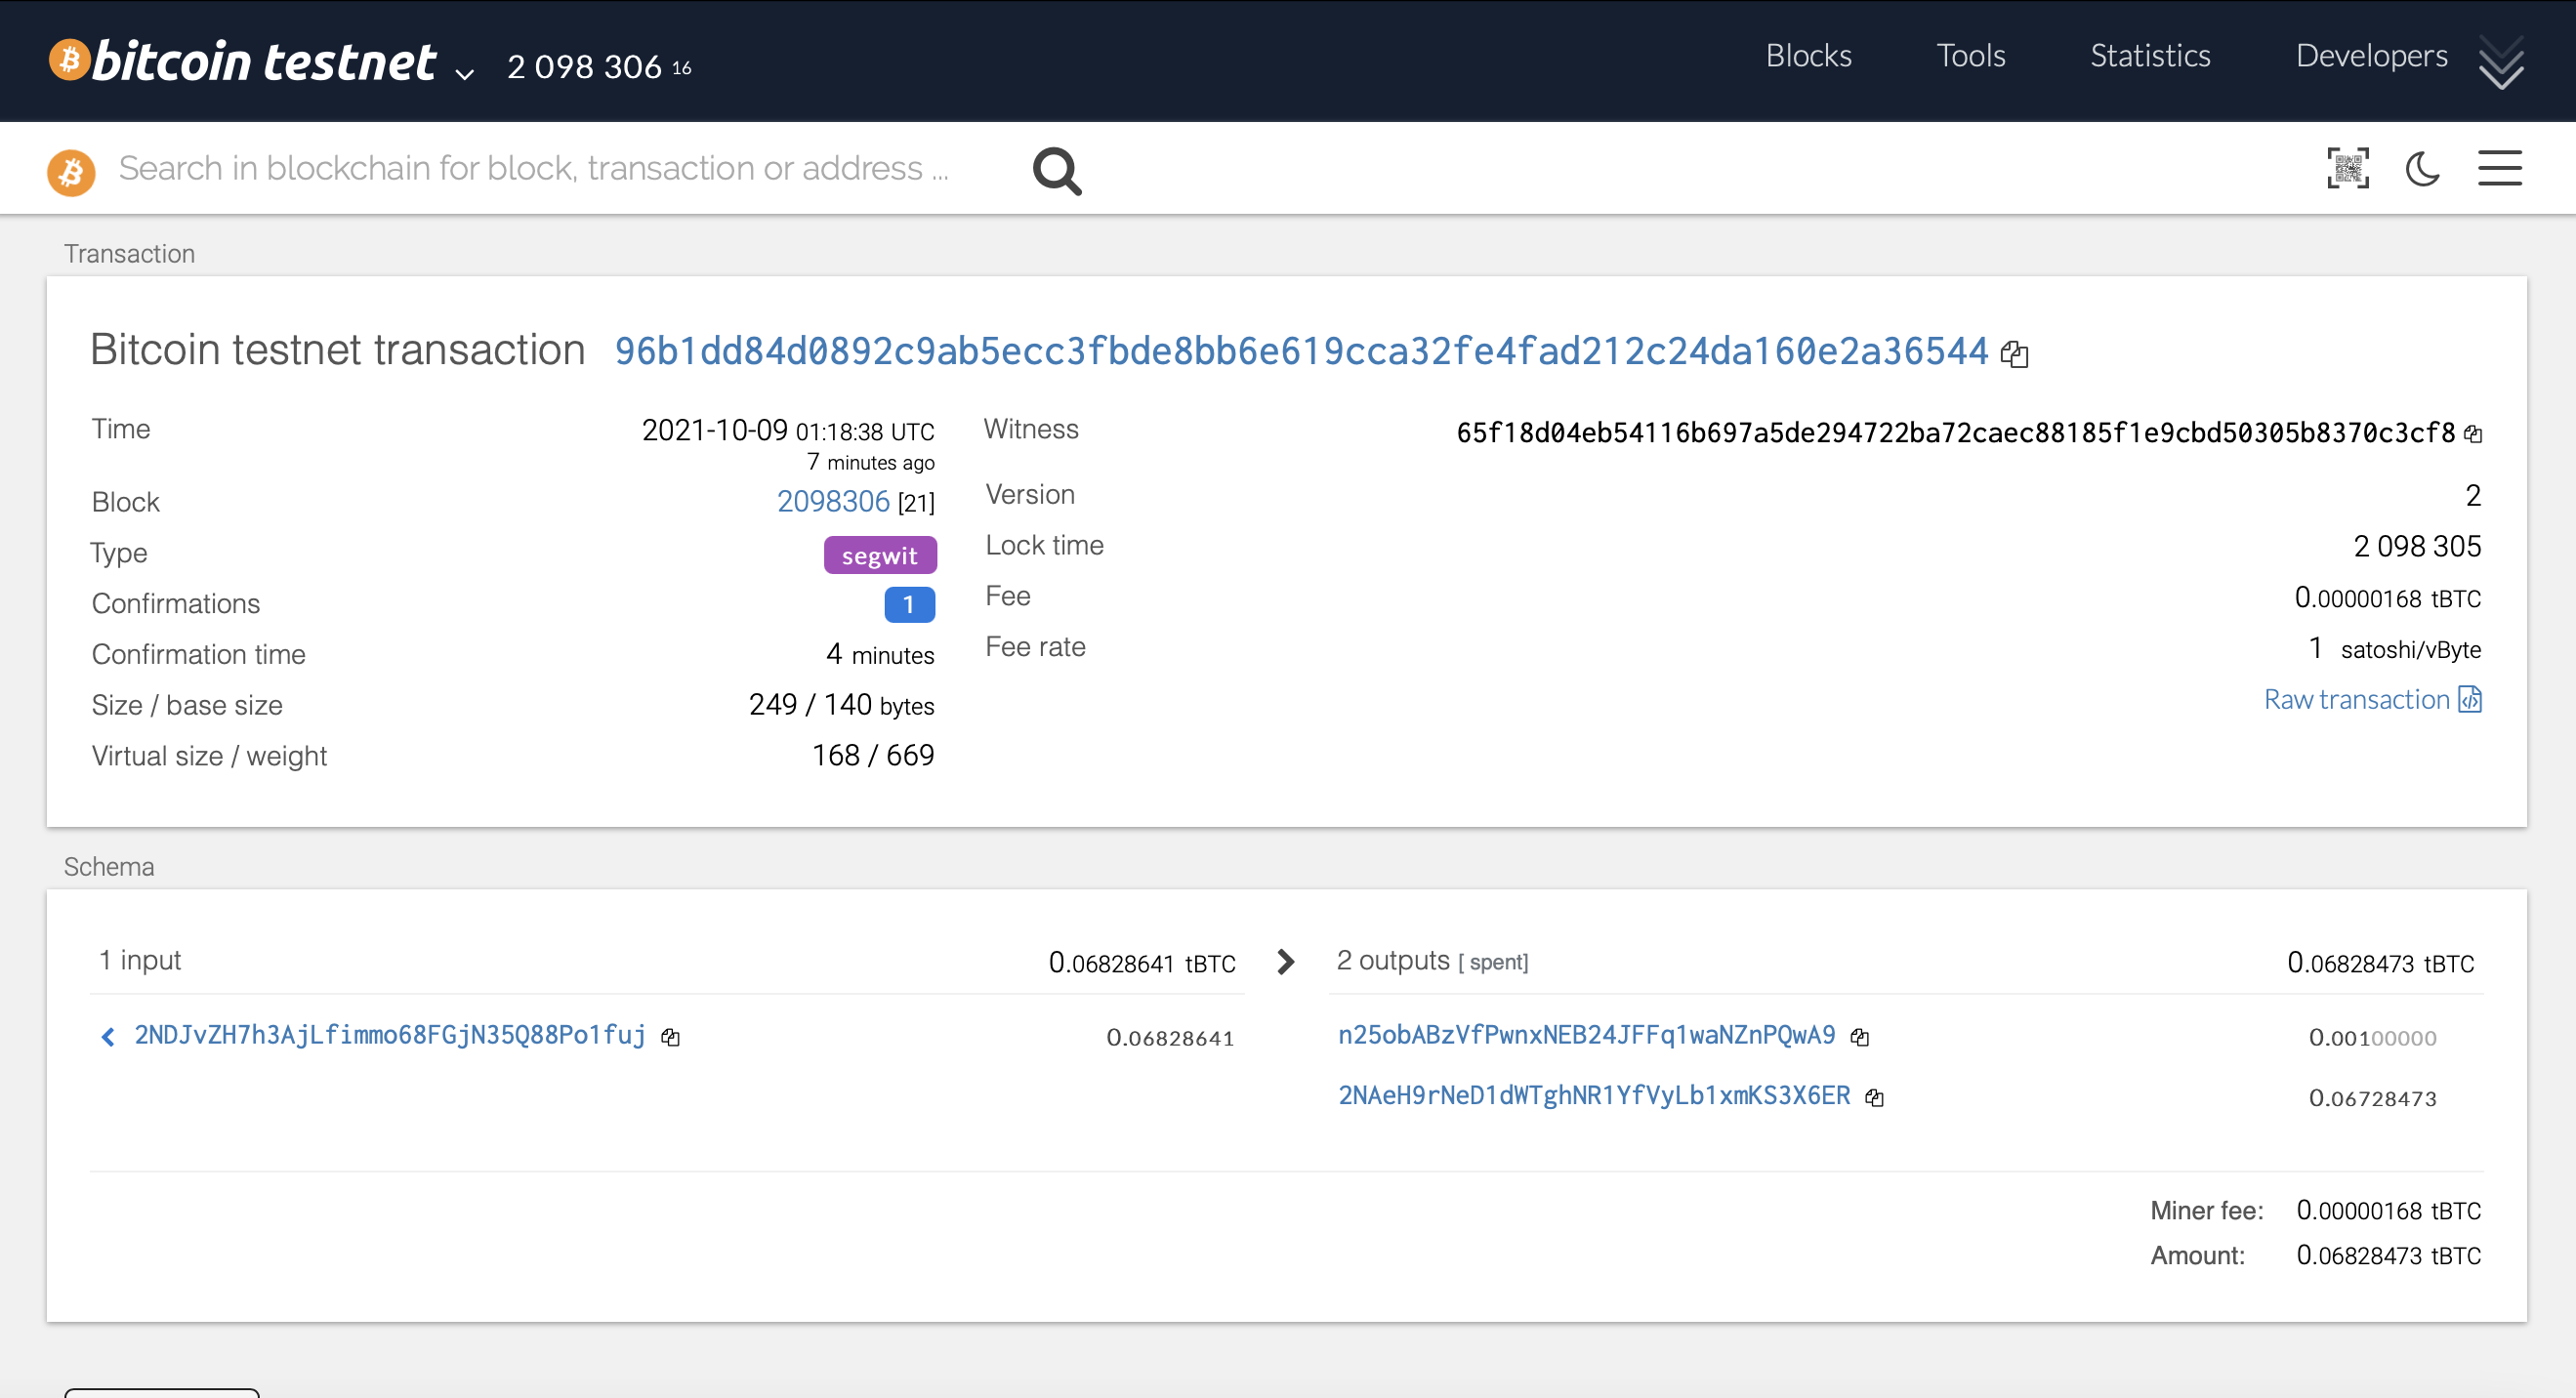 bitcoin testnet 2 098 306 16 Blocks Tools Statistics Developers
Search in blockchain for block, transaction or address ...
Transaction
Bitcoin testnet transaction 96b1dd84d0892c9ab5ecc3fbde8bb6e619cca32fe4fad212c24da160e2a36544
Time 2021-10-09 01:18:38 UTC
7 minutes ago
Block 2098306 [21]
Type segwit
Confirmations 1
Confirmation time 4 minutes
Size / base size 249 / 140 bytes
Virtual size / weight 168 / 669
Witness 65f18d04eb54116b697a5de294722ba72caec88185f1e9cbd50305b8370c3cf8
Version 2
Lock time 2 098 305
Fee 0.00000168 tBTC
Fee rate 1 satoshi/vByte
Raw transaction
Schema
1 input 0.06828641 tBTC
2NDJvZH7h3AjLfimmo68FGjN35Q88Po1fuj 0.06828641
2 outputs [ spent] 0.06828473 tBTC
n25obABzVfPwnxNEB24JFFq1waNZnPQwA9 0.00100000
2NAeH9rNeD1dWTghNR1YfVyLb1xmKS3X6ER 0.06728473
Miner fee: 0.00000168 tBTC
Amount: 0.06828473 tBTC